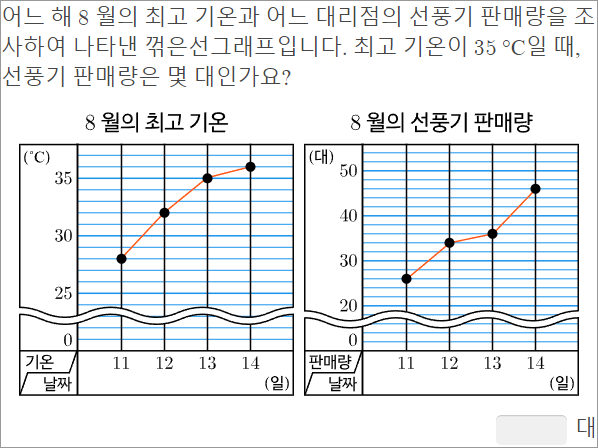 어느 해 8 월의 최고 기온과 어느 대리점의 선풍기 판매량을 조
사하여 나타낸 꺾은선그래프입니다. 최고 기온이 35 °C일 때,
선풍기 판매량은 몇 대인가요?
8 월의 최고 기온
(°C)
35
30
25
0
기온
날짜
11 12 13 14
(일)
8 월의 선풍기 판매량
(대)
50
40
30
20
0
판매량
날짜
11 12 13 14
(일)
대